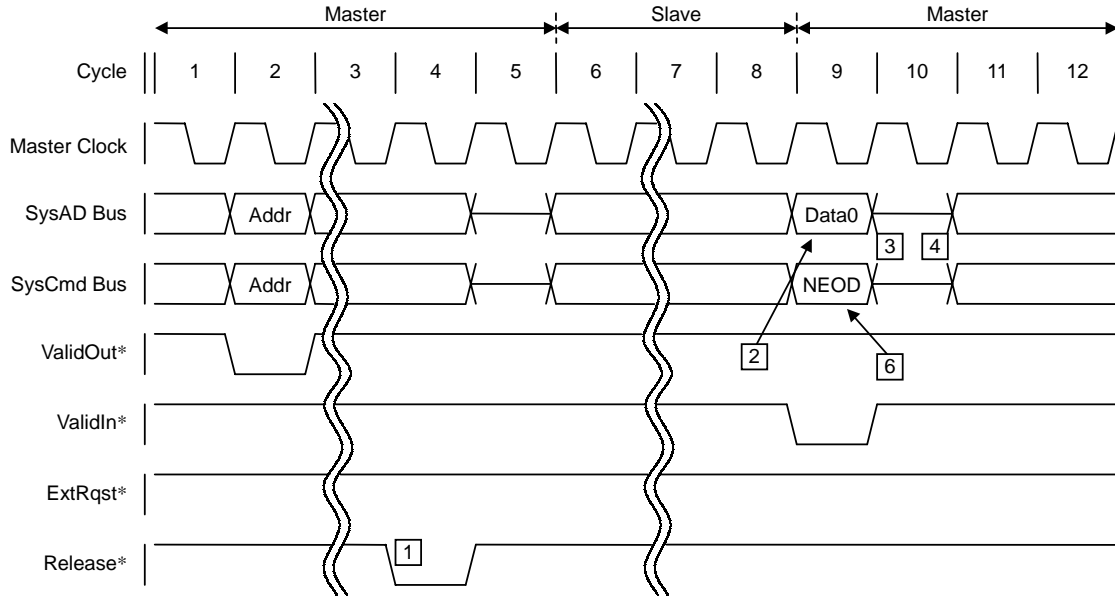 Master Slave Master
Cycle 1 2 3 4 5 6 7 8 9 10 11 12
Master Clock
SysAD Bus Addr Data0
3 4
SysCmd Bus Addr NEOD
ValidOut* 2 6
ValidIn*
ExtRqst*
Release* 1